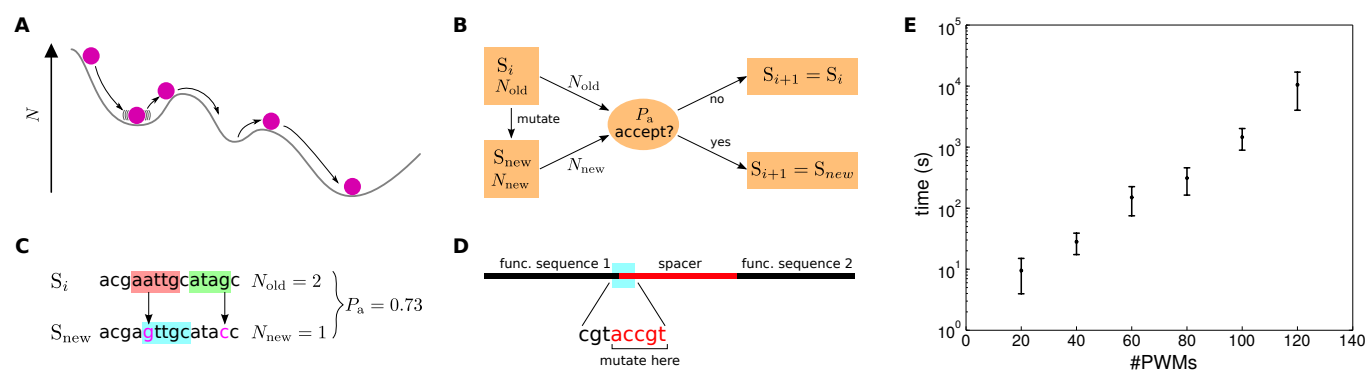 A
N
B
S_i
N_old
mutate
S_new
N_new
N_old
N_new
P_a
accept?
no
yes
S_{i+1} = S_i
S_{i+1} = S_{new}
C
S_i acgaattgcatagc N_old = 2
P_a = 0.73
S_new acgagttgcatacc N_new = 1
D
func. sequence 1 spacer func. sequence 2
cgtaccgt
mutate here
E
time (s)
10^5
10^4
10^3
10^2
10^1
10^0
0 20 40 60 80 100 120 140
#PWMs